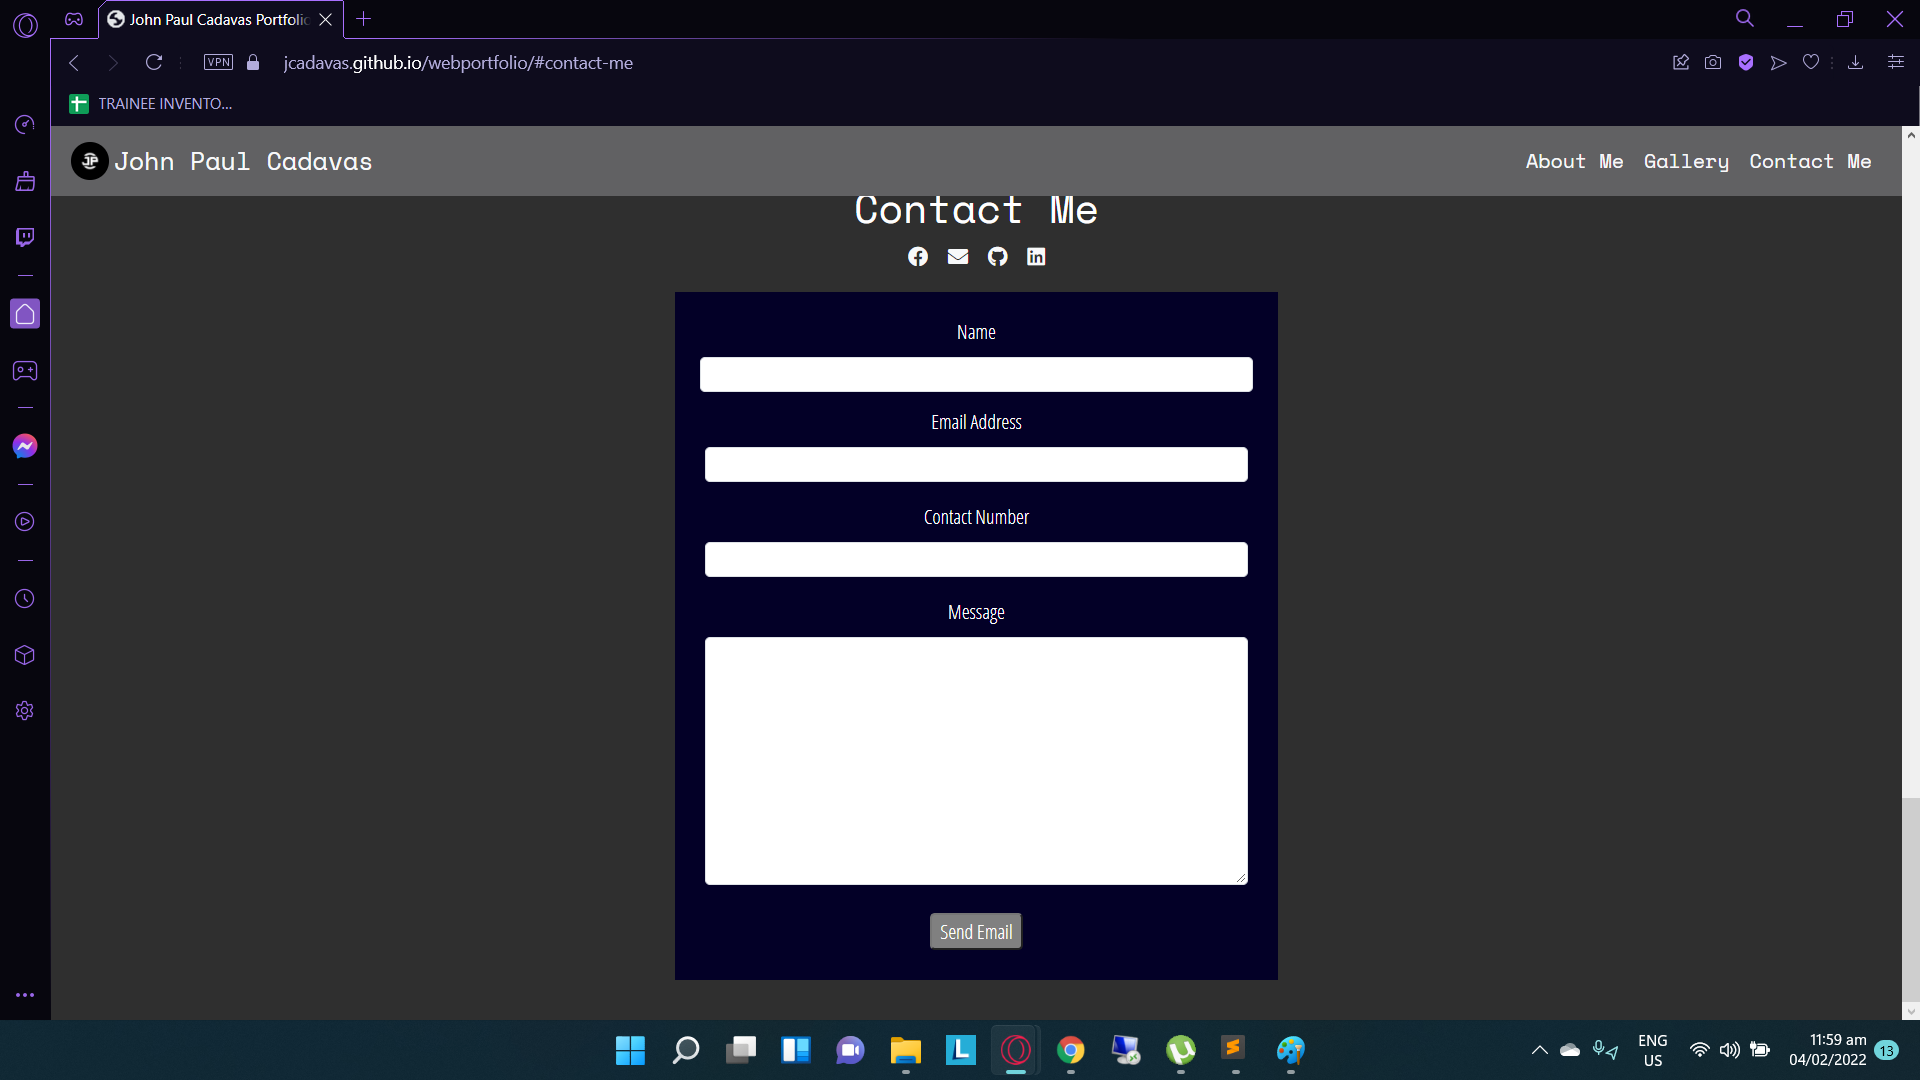 John Paul Cadavas Portfolio
VPN
jcadavas.github.io/webportfolio/#contact-me
TRAINEE INVENTO...
JP
John Paul Cadavas
About Me Gallery Contact Me
Contact Me
Name
Email Address
Contact Number
Message
Send Email
ENG
US
11:59 am
04/02/2022
13